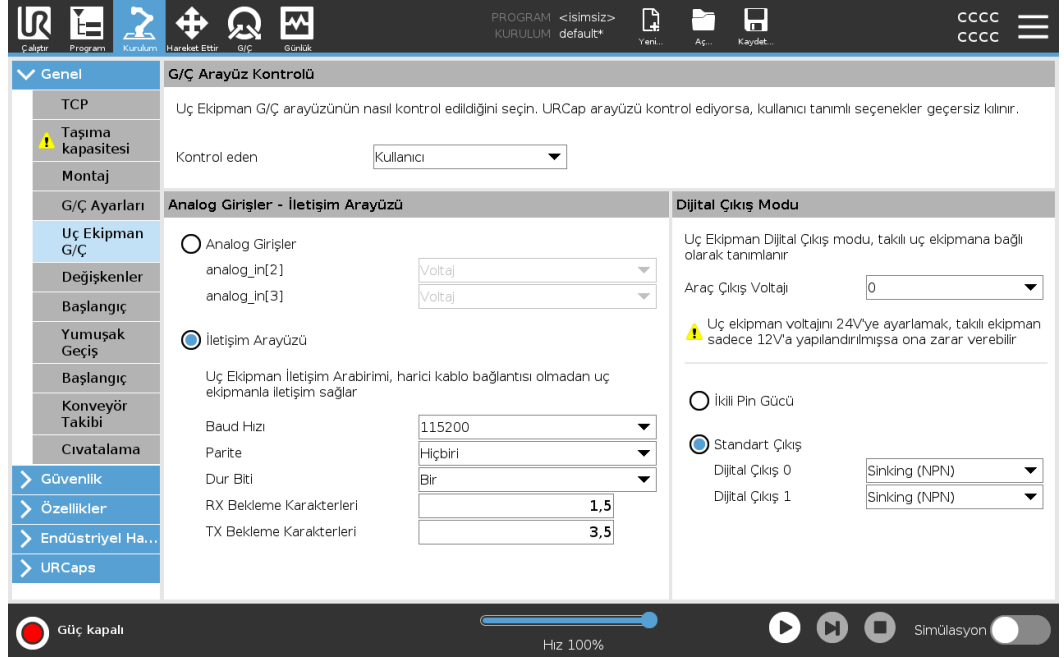 Çalıştır
Program
Kurulum
Hareket Ettir
G/Ç
Günlük
PROGRAM <isimsiz>
KURULUM default*
Yeni...
Aç...
Kaydet...
cccc
cccc
Genel
TCP
Taşıma
kapasitesi
Montaj
G/Ç Ayarları
Uç Ekipman
G/Ç
Değişkenler
Başlangıç
Yumuşak
Geçiş
Başlangıç
Konveyör
Takibi
Cıvatalama
Güvenlik
Özellikler
Endüstriyel Ha...
URCaps
G/Ç Arayüz Kontrolü
Uç Ekipman G/Ç arayüzünün nasıl kontrol edildiğini seçin. URCap arayüzü kontrol ediyorsa, kullanıcı tanımlı seçenekler geçersiz kılınır.
Kontrol eden Kullanıcı
Analog Girişler - İletişim Arayüzü
Analog Girişler
analog_in[2] Voltaj
analog_in[3] Voltaj
İletişim Arayüzü
Uç Ekipman İletişim Arabirimi, harici kablo bağlantısı olmadan uç
ekipmanla iletişim sağlar
Baud Hızı 115200
Parite Hiçbiri
Dur Biti Bir
RX Bekleme Karakterleri 1,5
TX Bekleme Karakterleri 3,5
Dijital Çıkış Modu
Uç Ekipman Dijital Çıkış modu, takılı uç ekipmana bağlı
olarak tanımlanır
Araç Çıkış Voltajı 0
Uç ekipman voltajını 24V'ye ayarlamak, takılı ekipman
sadece 12V'a yapılandırılmışsa ona zarar verebilir
İkili Pin Gücü
Standart Çıkış
Dijital Çıkış 0 Sinking (NPN)
Dijital Çıkış 1 Sinking (NPN)
Güç kapalı
Hız 100%
Simülasyon